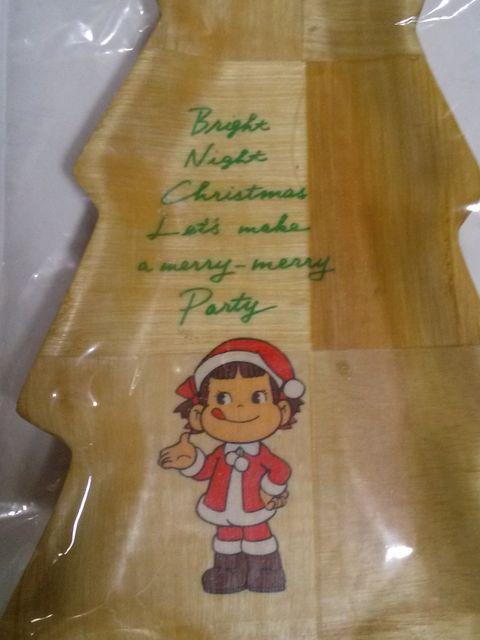 Bright
Night
Christmas
Let's make
a merry-merry
Party